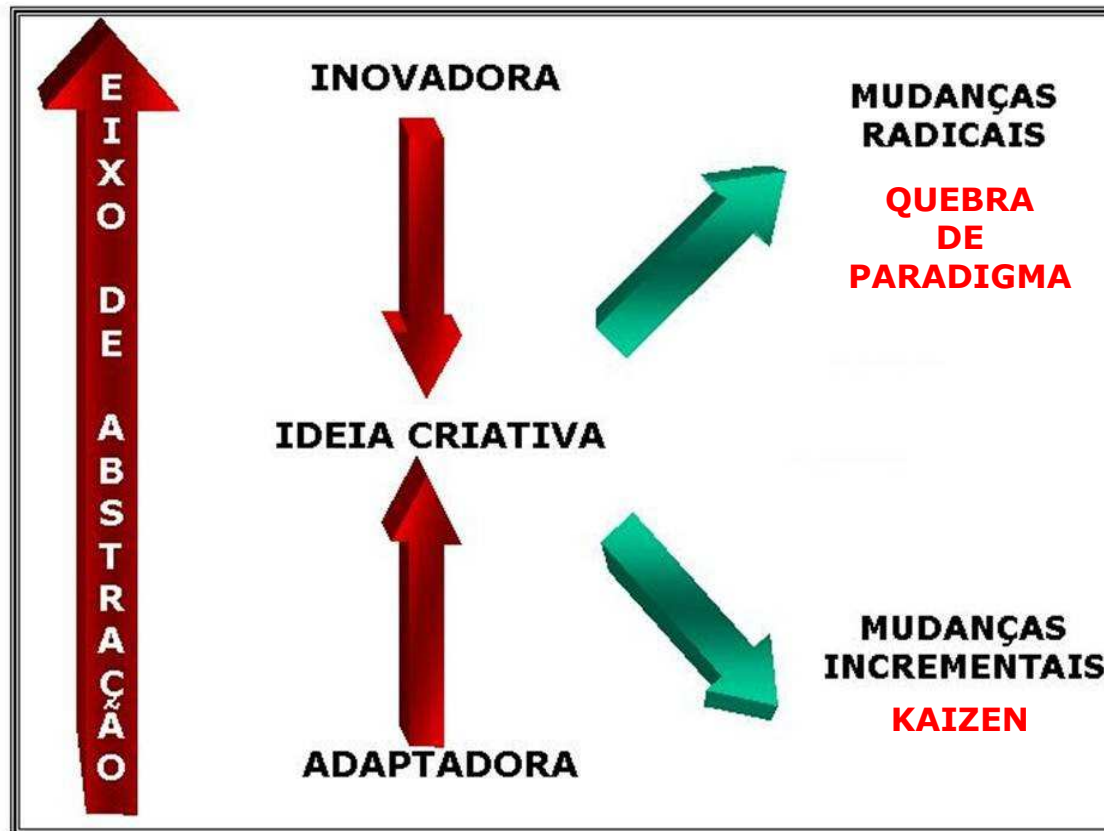 EIXO DE ABSTRAÇÃO
INOVADORA
IDEIA CRIATIVA
ADAPTADORA
MUDANÇAS
RADICAIS
QUEBRA
DE
PARADIGMA
MUDANÇAS
INCREMENTAIS
KAIZEN